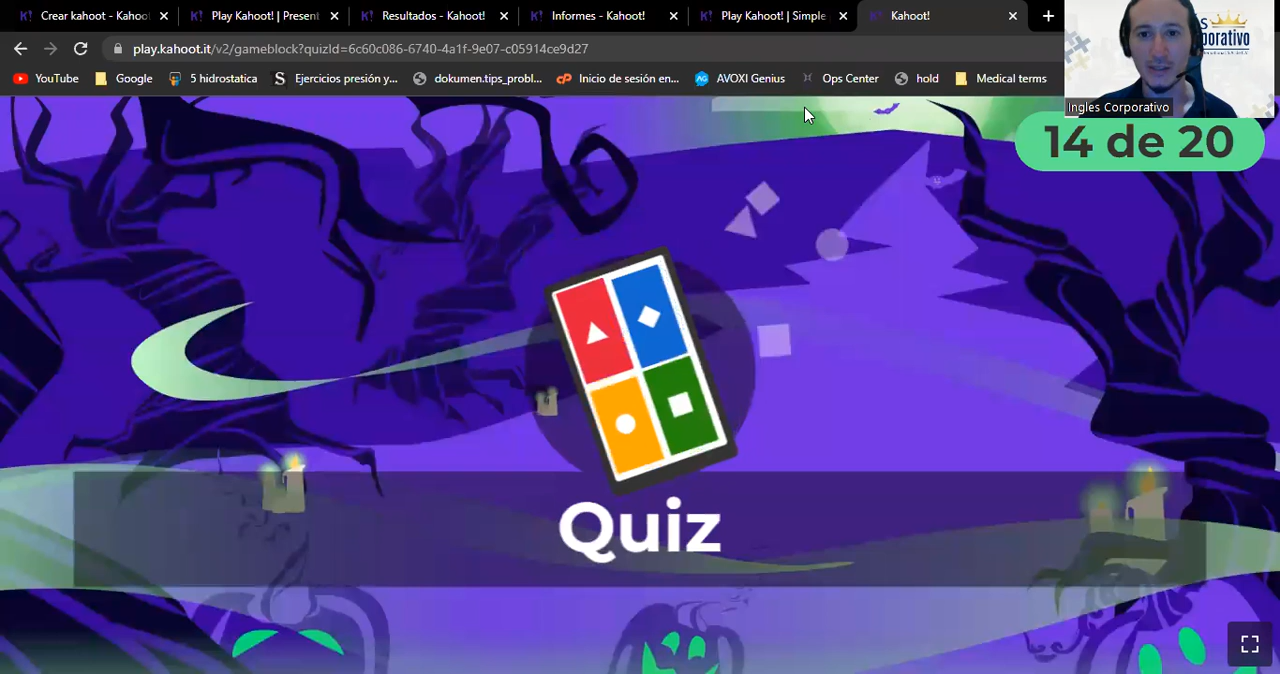 Crear kahoot - Kahoo
Play Kahoot! | Present
Resultados - Kahoot!
Informes - Kahoot!
Play Kahoot! | Simple
Kahoot!
play.kahoot.it/v2/gameblock?quizId=6c60c086-6740-4a1f-9e07-c05914ce9d27
YouTube
Google
5 hidrostatica
Ejercicios presión y...
dokumen.tips_probl...
Inicio de sesión en...
AVOXI Genius
Ops Center
hold
Medical terms
Ingles Corporativo
14 de 20
Quiz